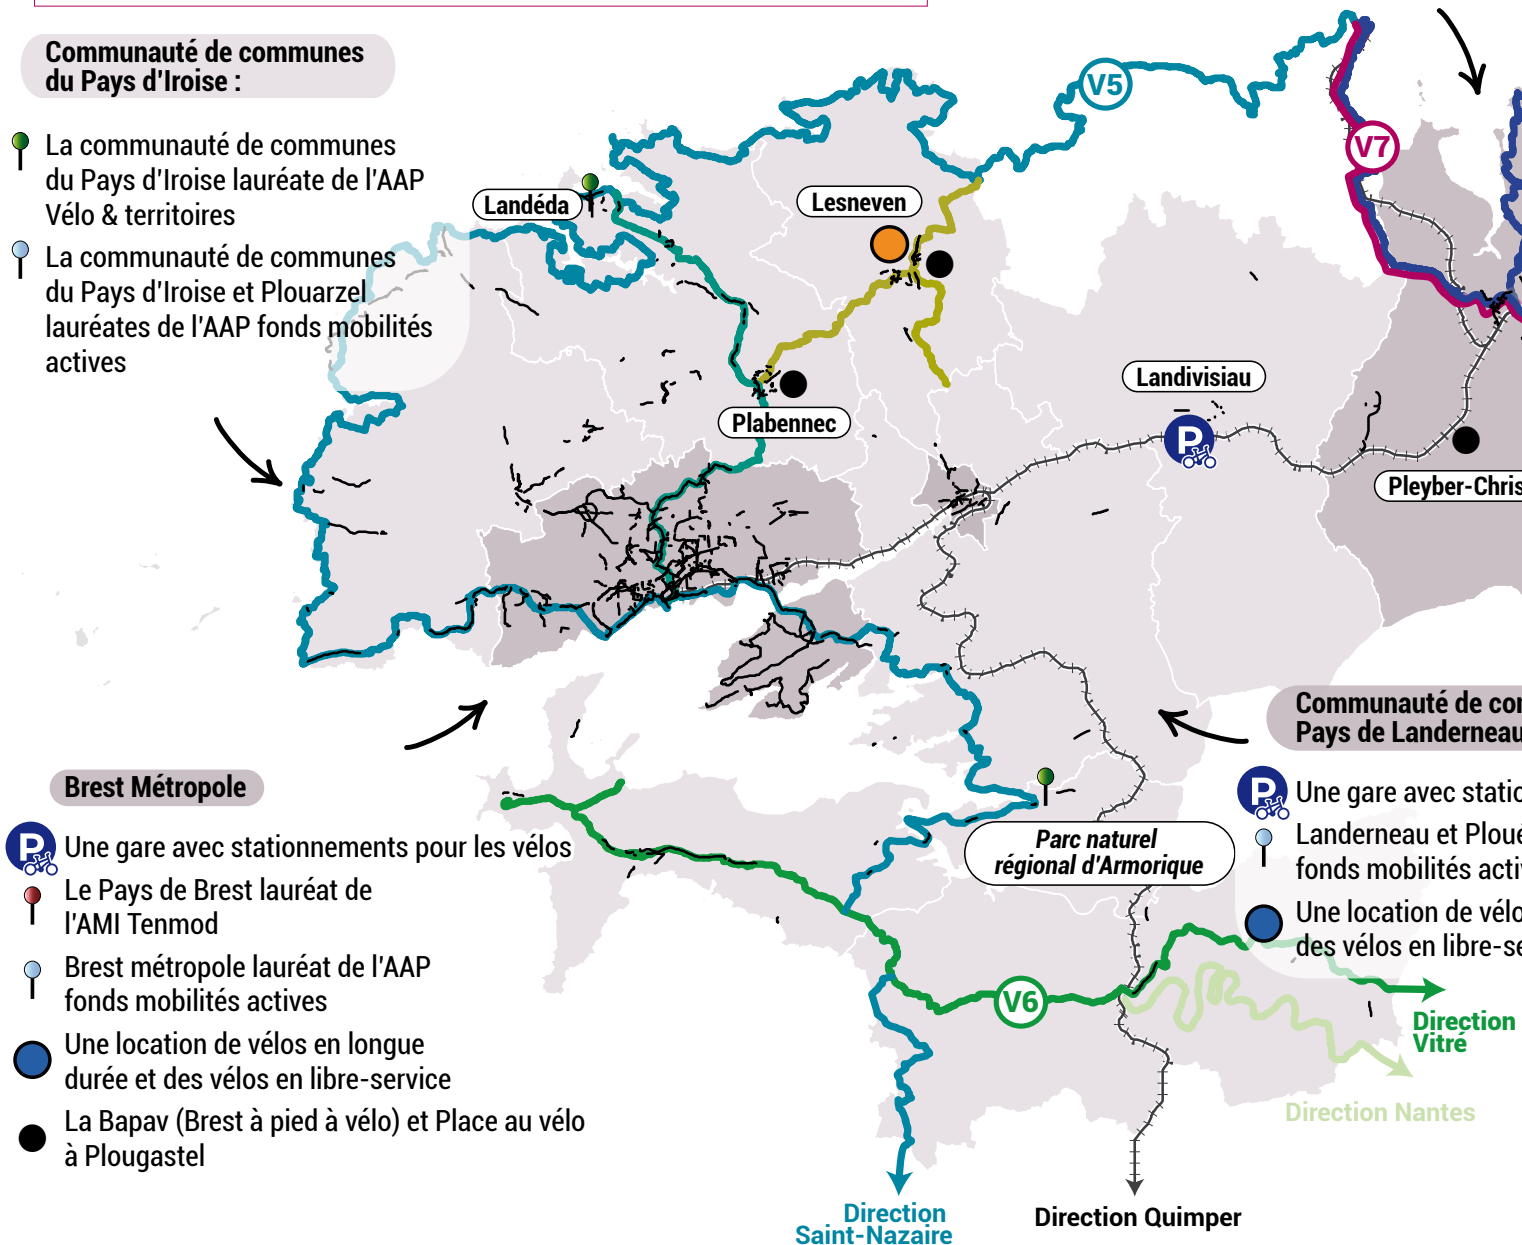 Communauté de communes
du Pays d'Iroise :
La communauté de communes
du Pays d'Iroise lauréate de l'AAP
Vélo & territoires
La communauté de communes
du Pays d'Iroise et Plouarzel
lauréates de l'AAP fonds mobilités
actives
V5
V7
Landéda
Lesneven
Landivisiau
P
Plabennec
Pleyber-Chris
Communauté de cor
Pays de Landerneau
P
Une gare avec static
Landerneau et Ploué
fonds mobilités activ
Une location de vélo
des vélos en libre-se
Parc naturel
régional d'Armorique
Brest Métropole
P
Une gare avec stationnements pour les vélos
Le Pays de Brest lauréat de
l'AMI Tenmod
Brest métropole lauréat de l'AAP
fonds mobilités actives
Une location de vélos en longue
durée et des vélos en libre-service
La Bapav (Brest à pied à vélo) et Place au vélo
à Plougastel
V6
Direction
Vitré
Direction Nantes
Direction
Saint-Nazaire
Direction Quimper